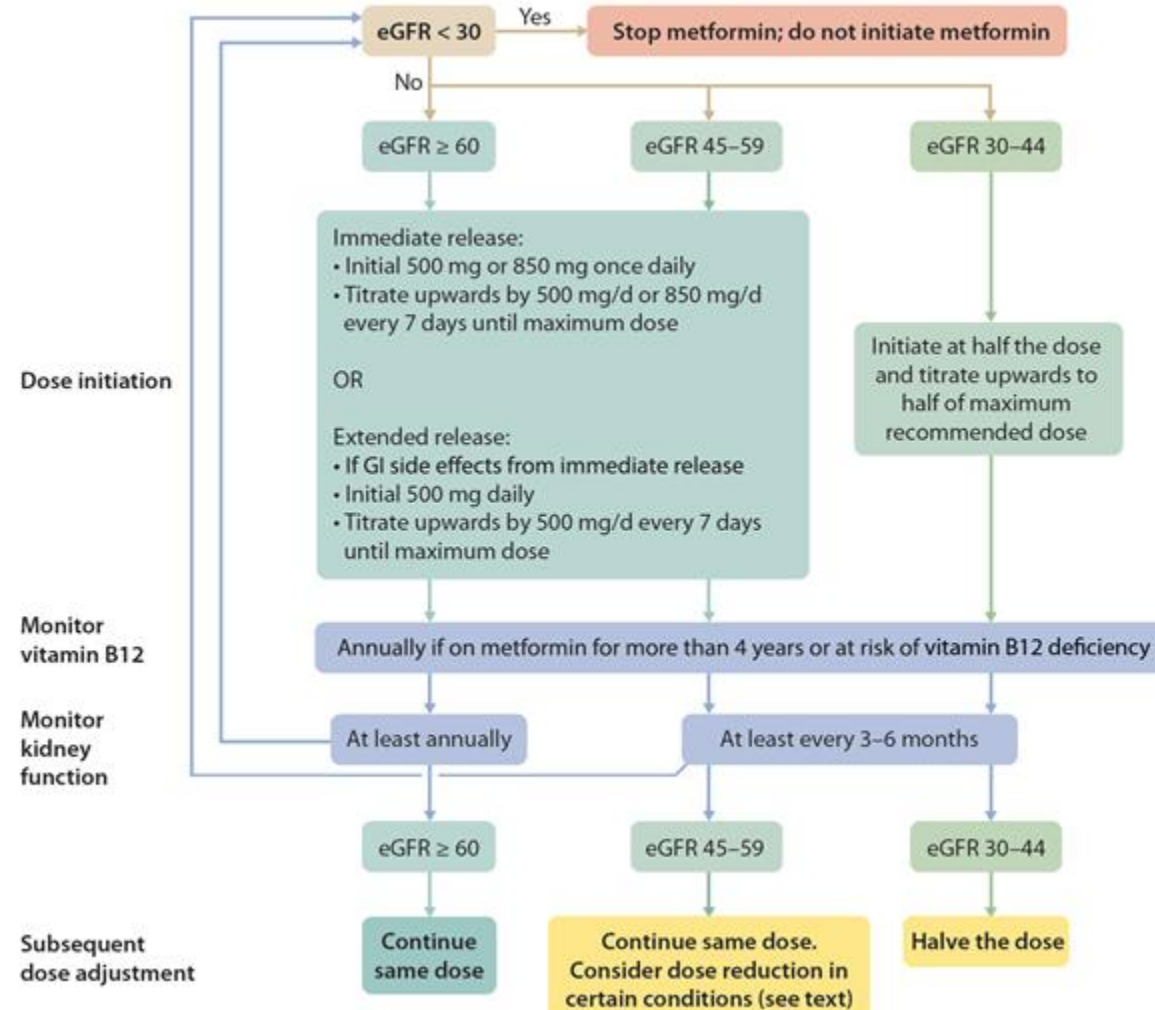 eGFR < 30
Yes
Stop metformin; do not initiate metformin
No
eGFR ≥ 60
eGFR 45–59
eGFR 30–44
Dose initiation
Immediate release:
• Initial 500 mg or 850 mg once daily
• Titrate upwards by 500 mg/d or 850 mg/d
every 7 days until maximum dose
OR
Extended release:
• If GI side effects from immediate release
• Initial 500 mg daily
• Titrate upwards by 500 mg/d every 7 days
until maximum dose
Initiate at half the dose
and titrate upwards to
half of maximum
recommended dose
Monitor
vitamin B12
Annually if on metformin for more than 4 years or at risk of vitamin B12 deficiency
Monitor
kidney
function
At least annually
At least every 3–6 months
eGFR ≥ 60
eGFR 45–59
eGFR 30–44
Subsequent
dose adjustment
Continue
same dose
Continue same dose.
Consider dose reduction in
certain conditions (see text)
Halve the dose